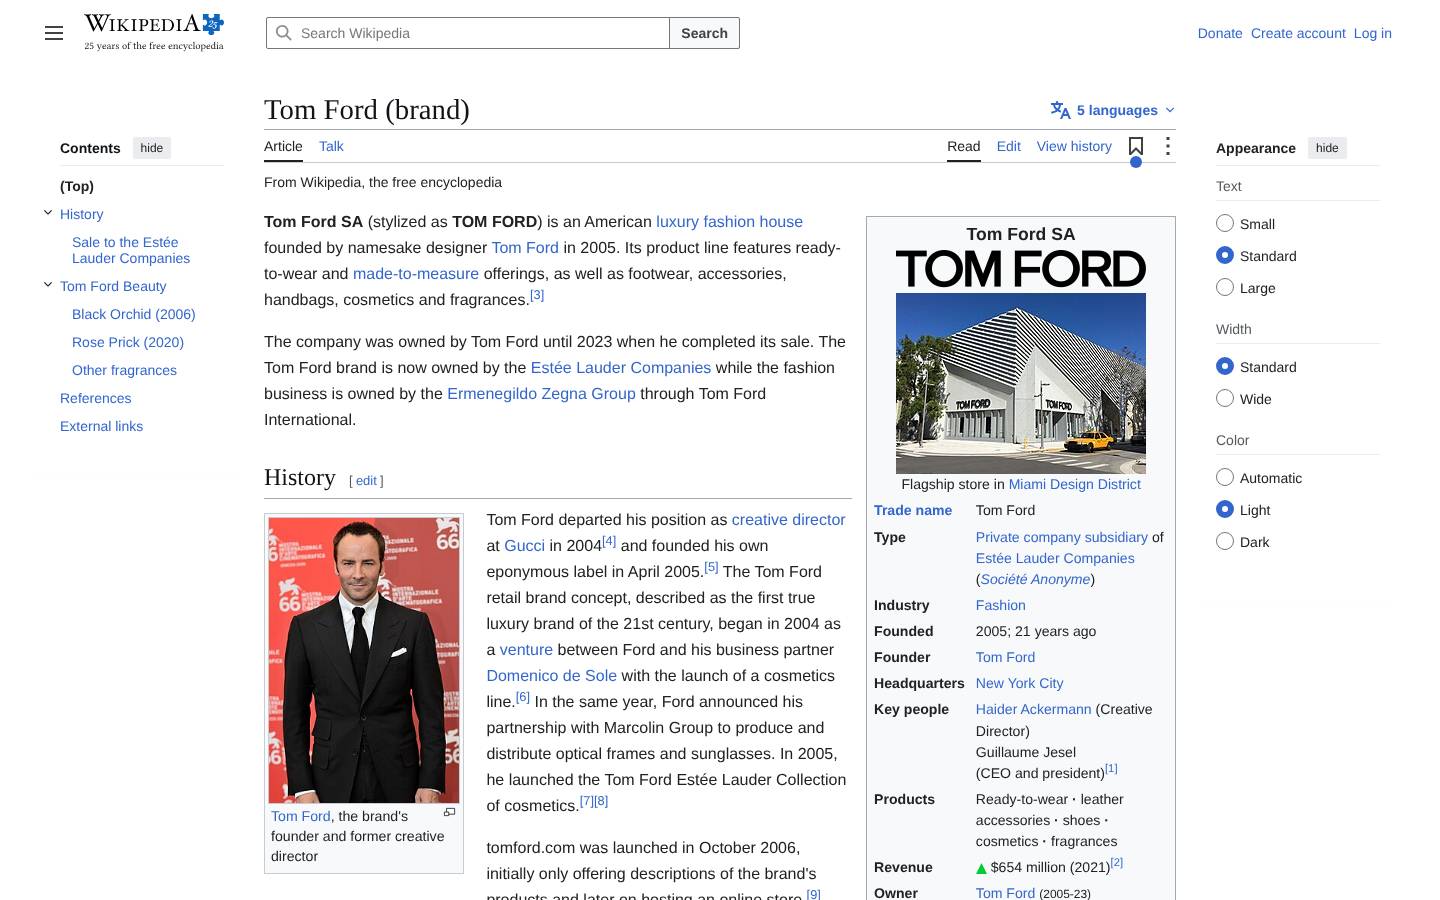 WIKIPEDIA 25
25 years of the free encyclopedia
Search Wikipedia
Search
Donate Create account Log in
Contents hide
(Top)
History
Sale to the Estée
Lauder Companies
Tom Ford Beauty
Black Orchid (2006)
Rose Prick (2020)
Other fragrances
References
External links
Tom Ford (brand)
5 languages
Article Talk
Read Edit View history
From Wikipedia, the free encyclopedia
Tom Ford SA (stylized as TOM FORD) is an American luxury fashion house
founded by namesake designer Tom Ford in 2005. Its product line features ready-
to-wear and made-to-measure offerings, as well as footwear, accessories,
handbags, cosmetics and fragrances.[3]
The company was owned by Tom Ford until 2023 when he completed its sale. The
Tom Ford brand is now owned by the Estée Lauder Companies while the fashion
business is owned by the Ermenegildo Zegna Group through Tom Ford
International.
History [ edit ]
Tom Ford, the brand's
founder and former creative
director
Tom Ford departed his position as creative director
at Gucci in 2004[4] and founded his own
eponymous label in April 2005.[5] The Tom Ford
retail brand concept, described as the first true
luxury brand of the 21st century, began in 2004 as
a venture between Ford and his business partner
Domenico de Sole with the launch of a cosmetics
line.[6] In the same year, Ford announced his
partnership with Marcolin Group to produce and
distribute optical frames and sunglasses. In 2005,
he launched the Tom Ford Estée Lauder Collection
of cosmetics.[7][8]
tomford.com was launched in October 2006,
initially only offering descriptions of the brand's
products and later on hosting an online store.[9]
Tom Ford SA
TOM FORD
TOM FORD TOM FORD
Flagship store in Miami Design District
Trade name Tom Ford
Type Private company subsidiary of
Estée Lauder Companies
(Société Anonyme)
Industry Fashion
Founded 2005; 21 years ago
Founder Tom Ford
Headquarters New York City
Key people Haider Ackermann (Creative
Director)
Guillaume Jesel
(CEO and president)[1]
Products Ready-to-wear · leather
accessories · shoes ·
cosmetics · fragrances
Revenue ▲ $654 million (2021)[2]
Owner Tom Ford (2005-23)
Appearance hide
Text
Small
Standard
Large
Width
Standard
Wide
Color
Automatic
Light
Dark